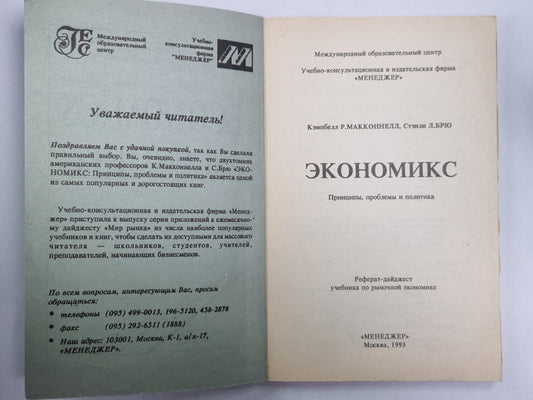 Международный
образовательный
центр
Учебно-
консультационная
фирма
"МЕНЕДЖЕР"
Уважаемый читатель!
Поздравляем Вас с удачной покупкой, так как Вы сделали
правильный выбор. Вы, очевидно, знаете, что двухтомник
американских профессоров К.Макконнелла и С.Брю «ЭКО-
НОМИКС: Принципы, проблемы и политика» является одной
из самых популярных и дорогостоящих книг.
Учебно-консультационная и издательская фирма «Менед-
жер» приступила к выпуску серии приложений к ежемесячно-
му дайджесту «Мир рынка» из числа наиболее популярных
учебников и книг, чтобы сделать их доступными для массового
читателя — школьников, студентов, учителей,
преподавателей, начинающих бизнесменов.
По всем вопросам, интересующим Вас, просим
обращаться:
• телефоны (095) 499-0013, 196-5120, 458-2878
• факс (095) 292-6511 (1888)
• Наш адрес: 103001, Москва, К-1, а/я-17,
«МЕНЕДЖЕР».
Международный образовательный центр
Учебно-консультационная и издательская фирма
«МЕНЕДЖЕР»
Кэмпбелл Р.МАККОННЕЛЛ, Стэнли Л.БРЮ
ЭКОНОМИКС
Принципы, проблемы и политика
Реферат-дайджест
учебника по рыночной экономике
«МЕНЕДЖЕР»
Москва, 1993